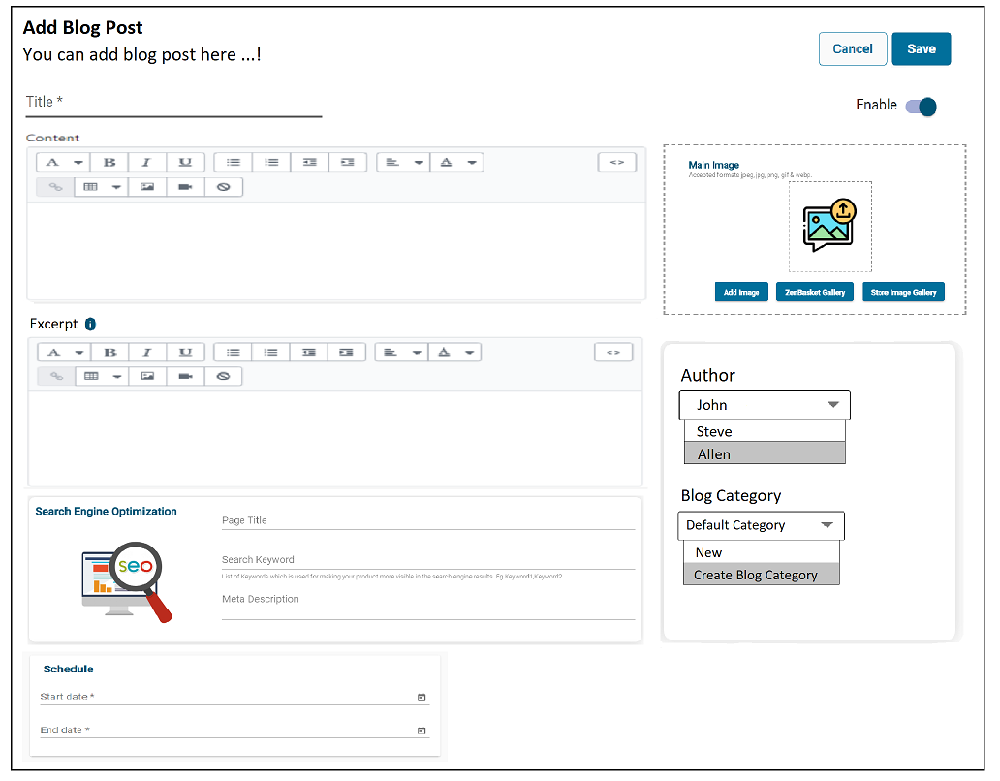 Add Blog Post
You can add blog post here ...!
Cancel
Save
Title *
Enable
Content
A
B
I
U
A
<>
Main Image
Accepted formats jpeg, jpg, png, gif & webp.
Add Image
ZenBasket Gallery
Store Image Gallery
Excerpt
i
A
B
I
U
A
<>
Author
John
Steve
Allen
Blog Category
Default Category
New
Create Blog Category
Search Engine Optimization
seo
Page Title
Search Keyword
List of Keywords which is used for making your product more visible in the search engine results. Eg.Keyword1,Keyword2..
Meta Description
Schedule
Start date *
End date *